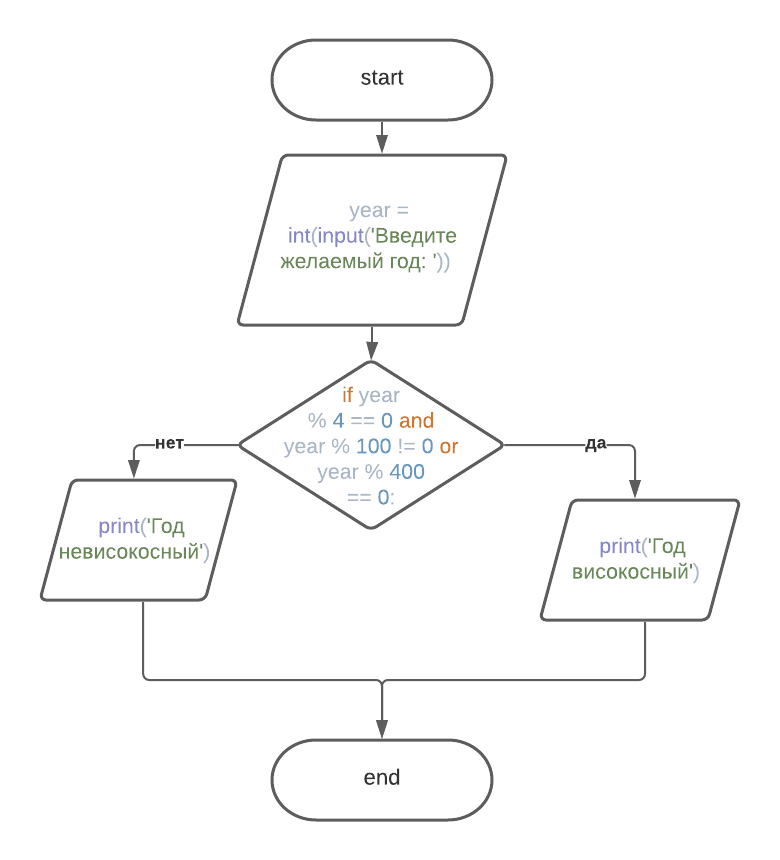 start
year =
int(input('Введите
желаемый год: '))
if year
% 4 == 0 and
year % 100 != 0 or
year % 400
== 0:
нет
да
print('Год
невисокосный')
print('Год
високосный')
end